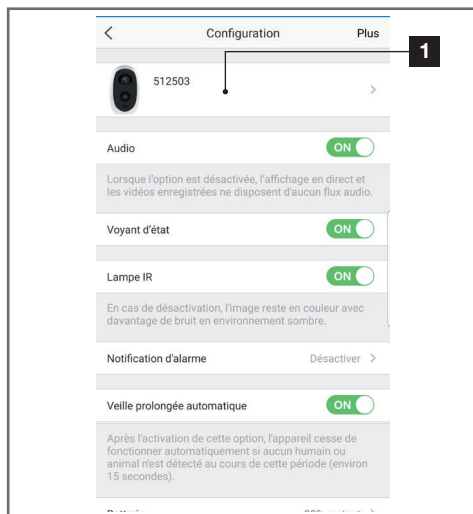 Configuration
Plus
1
512503
Audio
ON
Lorsque l'option est désactivée, l'affichage en direct et
les vidéos enregistrées ne disposent d'aucun flux audio.
Voyant d'état
ON
Lampe IR
ON
En cas de désactivation, l'image reste en couleur avec
davantage de bruit en environnement sombre.
Notification d'alarme
Désactiver
Veille prolongée automatique
ON
Après l'activation de cette option, l'appareil cesse de
fonctionner automatiquement si aucun humain ou
animal n'est détecté au cours de cette période (environ
15 secondes).